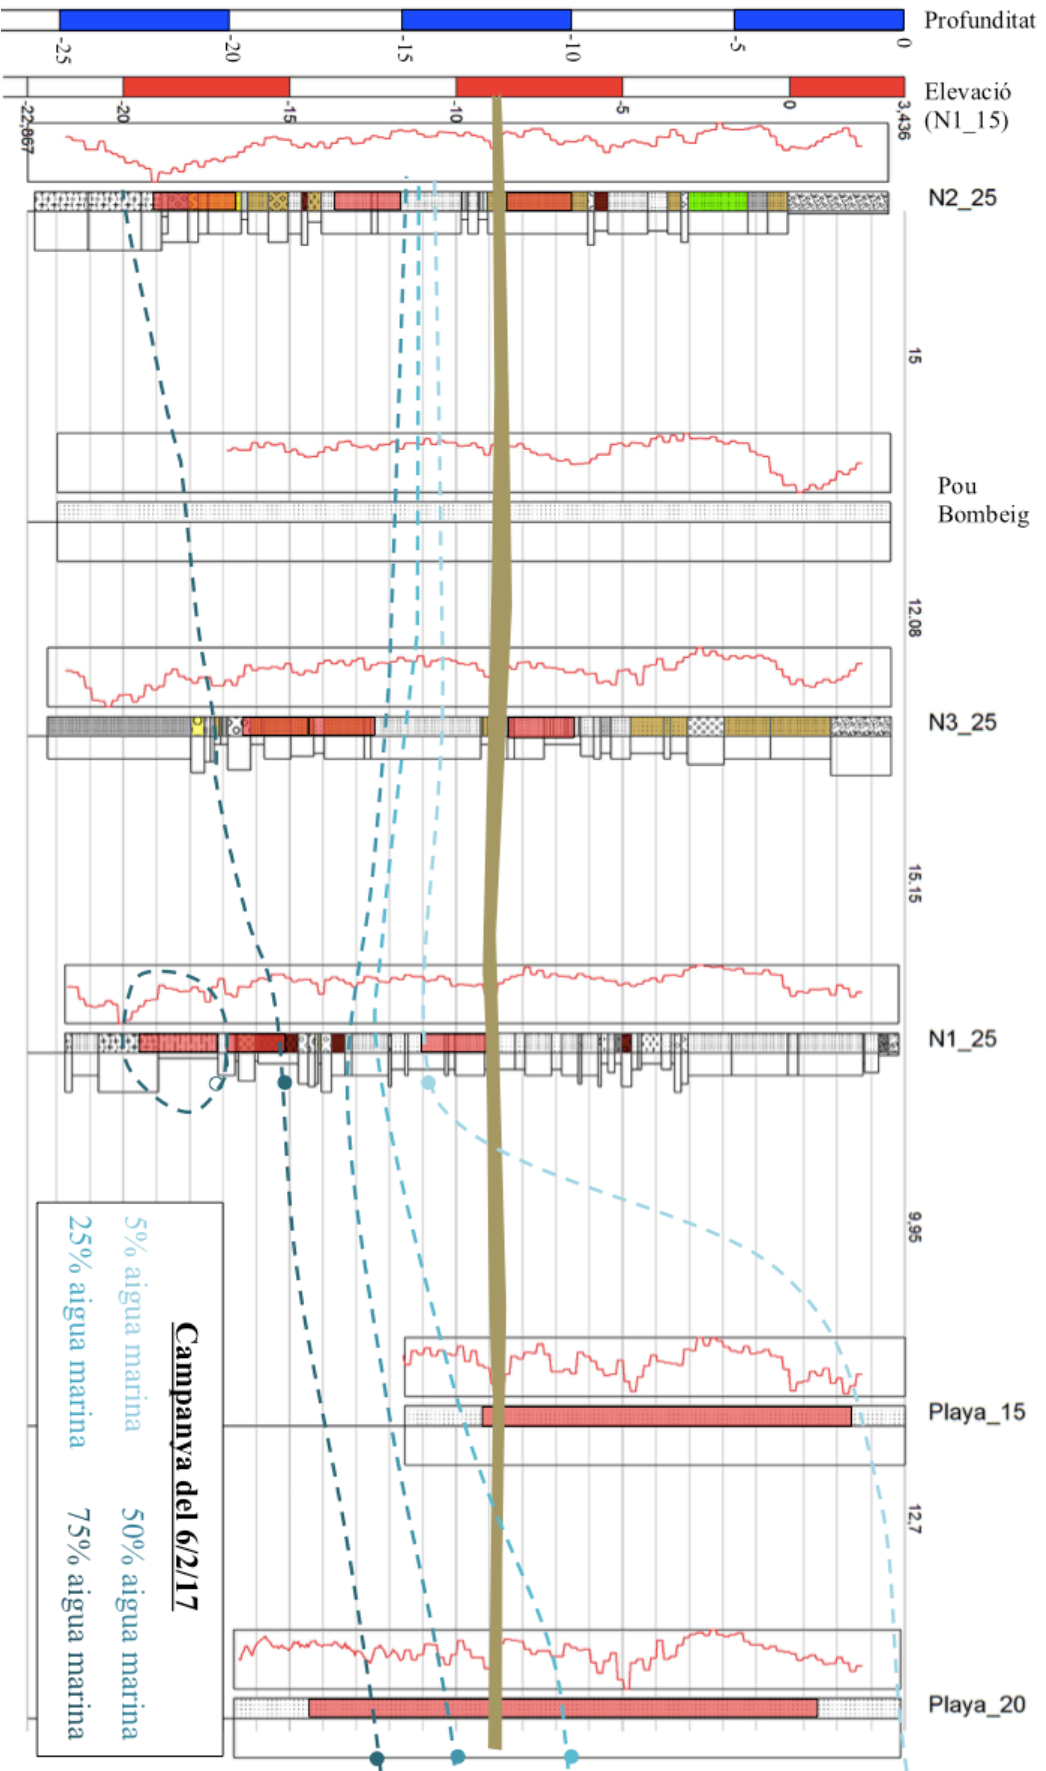 Profunditat
0
-5
-10
-15
-20
-25
Elevació
(N1_15)
3,436
0
-5
-10
-15
-20
-22,667
N2_25
15
Pou
Bombeig
12.08
N3_25
15.15
N1_25
9,95
Playa_15
12,7
Playa_20
Campanya del 6/2/17
5% aigua marina
50% aigua marina
25% aigua marina
75% aigua marina